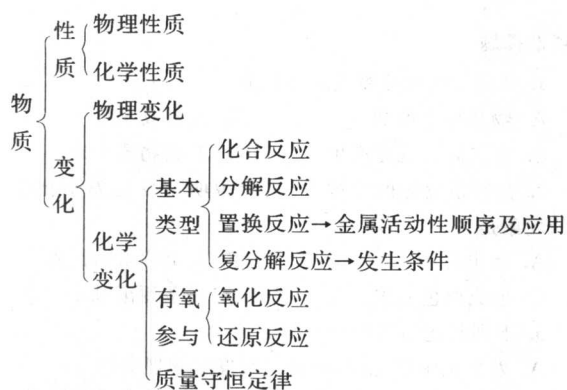 物质
性质
物理性质
化学性质
变化
物理变化
化学变化
基本类型
化合反应
分解反应
置换反应→金属活动性顺序及应用
复分解反应→发生条件
有氧参与
氧化反应
还原反应
质量守恒定律